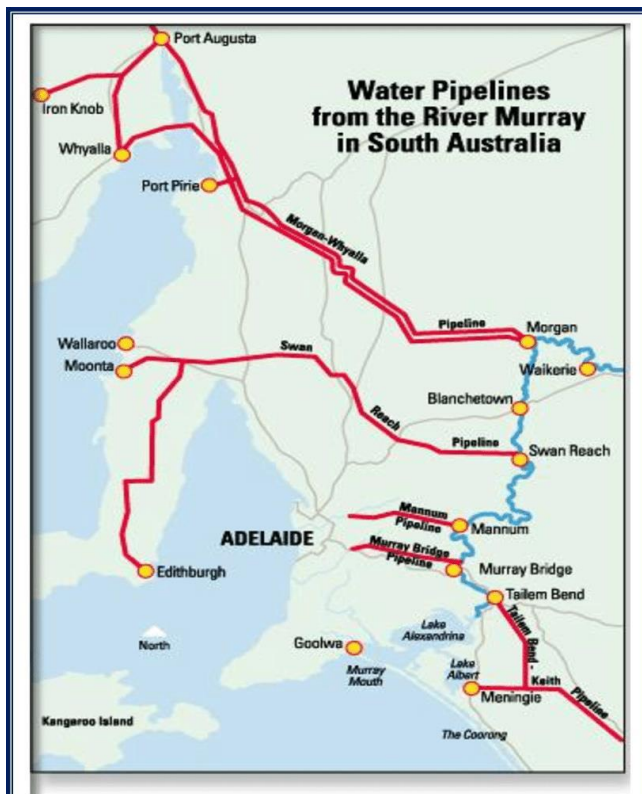 Port Augusta
Water Pipelines
from the River Murray
in South Australia
Iron Knob
Whyalla
Port Pirie
Morgan-Whyalla
Pipeline
Morgan
Wallaroo
Swan
Waikerie
Moonta
Blanchetown
Reach
Pipeline
Swan Reach
Mannum
Pipeline
Mannum
ADELAIDE
Murray Bridge
Pipeline
Murray Bridge
Edithburgh
Tailem Bend
Tailem Bend -
Lake
Alexandrina
North
Goolwa
Lake
Albert
Keith
Murray
Mouth
Pipeline
Meningie
Kangaroo Island
The Coorong